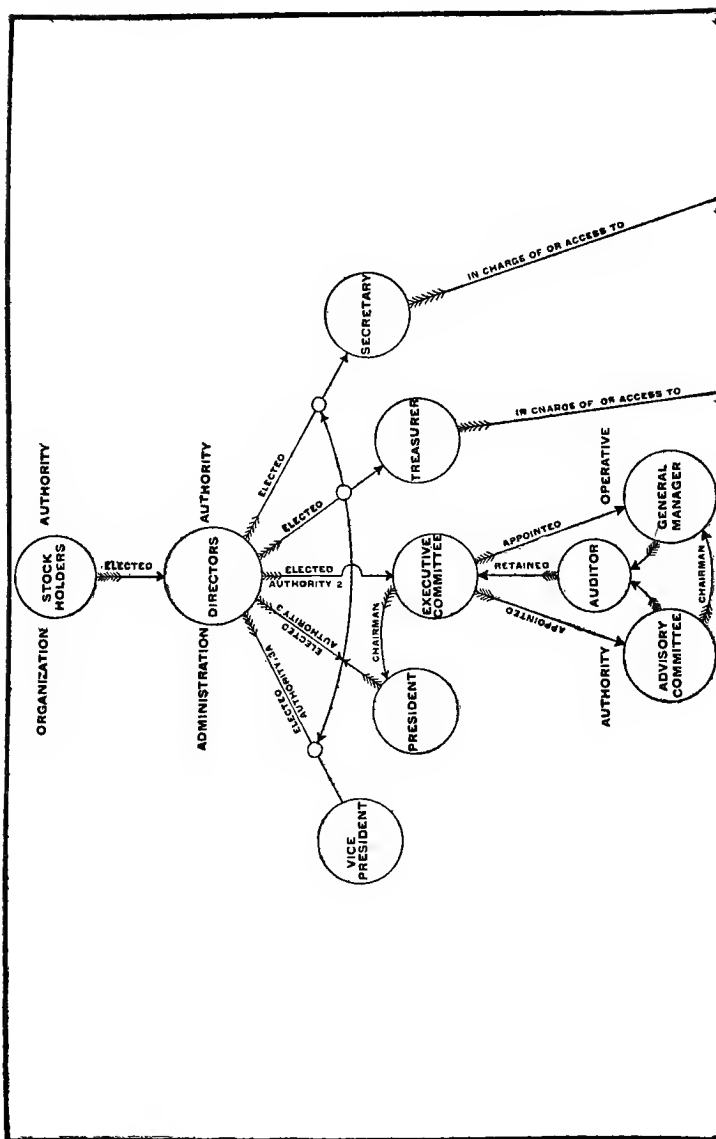 ORGANIZATION
AUTHORITY
STOCK
HOLDERS
ELECTED
ADMINISTRATION
AUTHORITY
DIRECTORS
ELECTED
AUTHORITY-3A
ELECTED
AUTHORITY 3
ELECTED
AUTHORITY 2
ELECTED
ELECTED
VICE
PRESIDENT
PRESIDENT
CHAIRMAN
EXECUTIVE
COMMITTEE
TREASURER
SECRETARY
IN CHARGE OF OR ACCESS TO
IN CHARGE OF OR ACCESS TO
APPOINTED
RETAINED
APPOINTED
AUTHORITY
OPERATIVE
ADVISORY
COMMITTEE
AUDITOR
GENERAL
MANAGER
CHAIRMAN